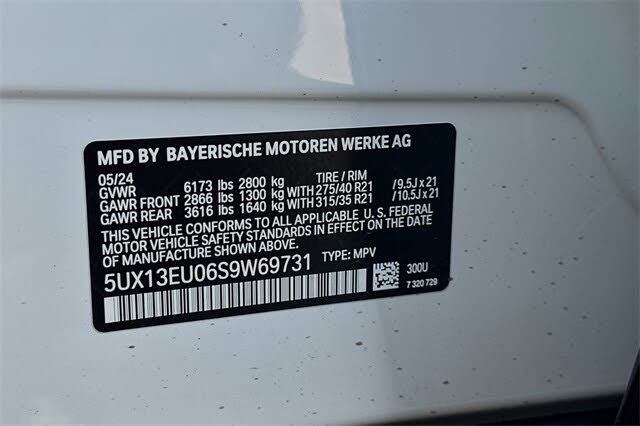 MFD BY BAYERISCHE MOTOREN WERKE AG
05/24 TIRE / RIM
GVWR 6173 lbs 2800 kg
GAWR FRONT 2866 lbs 1300 kg WITH 275/40 R21 / 9.5J x 21
GAWR REAR 3616 lbs 1640 kg WITH 315/35 R21 / 10.5J x 21
THIS VEHICLE CONFORMS TO ALL APPLICABLE U.S. FEDERAL
MOTOR VEHICLE SAFETY STANDARDS IN EFFECT ON THE DATE
OF MANUFACTURE SHOWN ABOVE.
5UX13EU06S9W69731 TYPE: MPV
300U
7 320 729